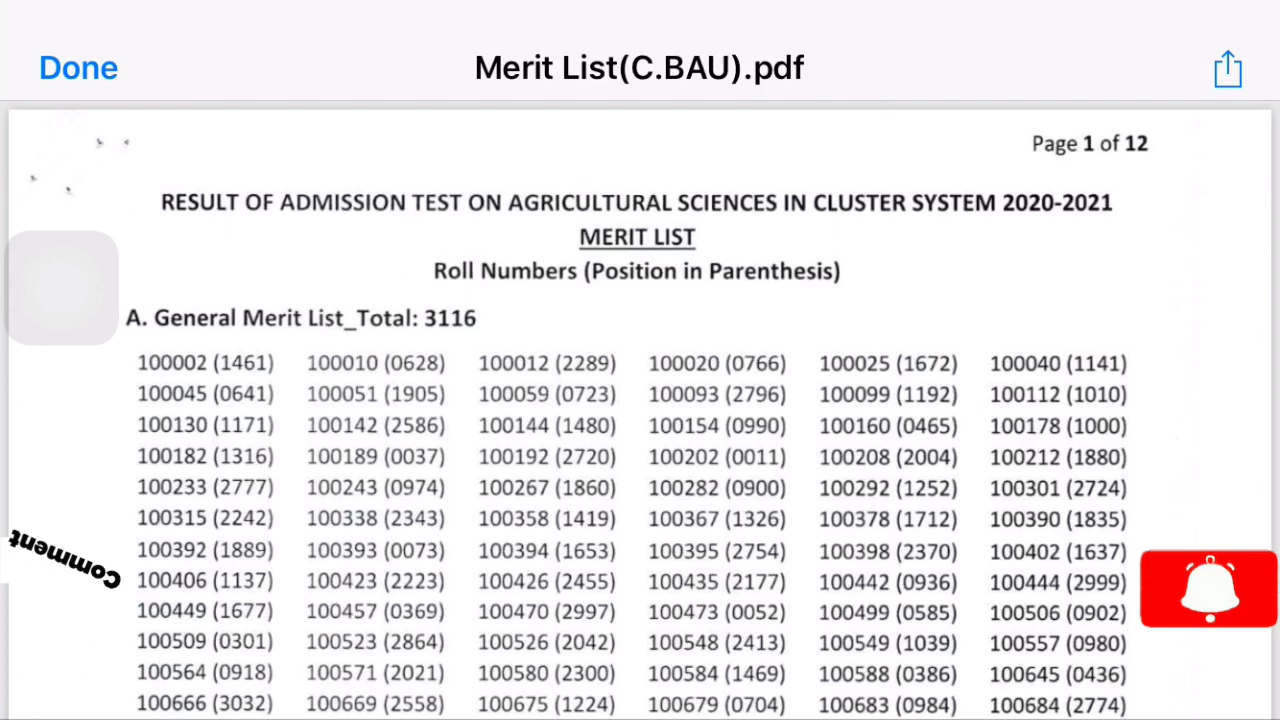 Done
Merit List(C.BAU).pdf
Page 1 of 12
RESULT OF ADMISSION TEST ON AGRICULTURAL SCIENCES IN CLUSTER SYSTEM 2020-2021
MERIT LIST
Roll Numbers (Position in Parenthesis)
A. General Merit List_Total: 3116
100002 (1461) 100010 (0628) 100012 (2289) 100020 (0766) 100025 (1672) 100040 (1141)
100045 (0641) 100051 (1905) 100059 (0723) 100093 (2796) 100099 (1192) 100112 (1010)
100130 (1171) 100142 (2586) 100144 (1480) 100154 (0990) 100160 (0465) 100178 (1000)
100182 (1316) 100189 (0037) 100192 (2720) 100202 (0011) 100208 (2004) 100212 (1880)
100233 (2777) 100243 (0974) 100267 (1860) 100282 (0900) 100292 (1252) 100301 (2724)
100315 (2242) 100338 (2343) 100358 (1419) 100367 (1326) 100378 (1712) 100390 (1835)
100392 (1889) 100393 (0073) 100394 (1653) 100395 (2754) 100398 (2370) 100402 (1637)
Comment
100406 (1137) 100423 (2223) 100426 (2455) 100435 (2177) 100442 (0936) 100444 (2999)
100449 (1677) 100457 (0369) 100470 (2997) 100473 (0052) 100499 (0585) 100506 (0902)
100509 (0301) 100523 (2864) 100526 (2042) 100548 (2413) 100549 (1039) 100557 (0980)
100564 (0918) 100571 (2021) 100580 (2300) 100584 (1469) 100588 (0386) 100645 (0436)
100666 (3032) 100669 (2558) 100675 (1224) 100679 (0704) 100683 (0984) 100684 (2774)